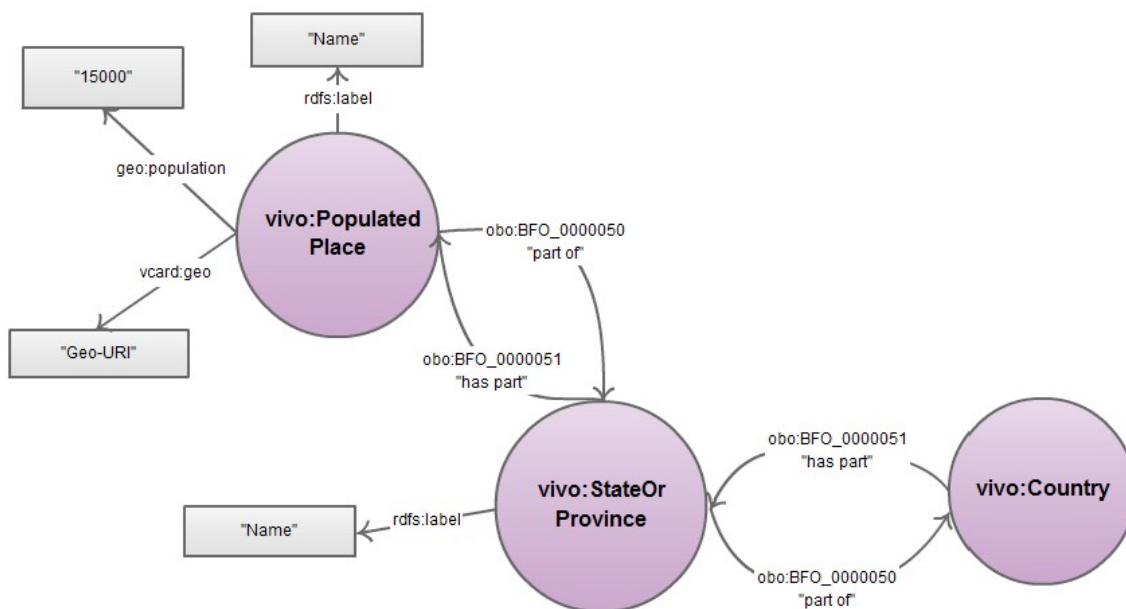 "Name"
"15000"
rdfs:label
geo:population
vivo:Populated
Place
obo:BFO_0000050
"part of"
vcard:geo
"Geo-URI"
obo:BFO_0000051
"has part"
obo:BFO_0000051
"has part"
vivo:StateOr
Province
vivo:Country
rdfs:label
"Name"
obo:BFO_0000050
"part of"